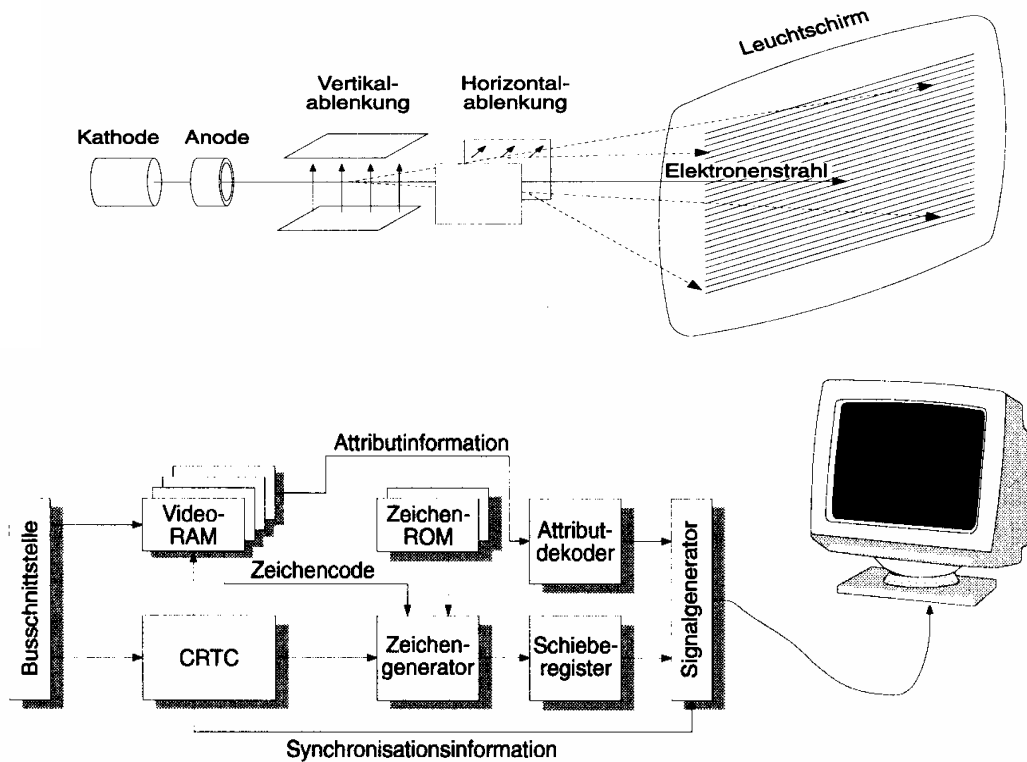 Leuchtschirm
Vertikal-
ablenkung
Horizontal-
ablenkung
Kathode
Anode
Elektronenstrahl
Attributinformation
Busschnittstelle
Video-
RAM
Zeichen-
ROM
Attribut-
dekoder
Signalgenerator
Zeichencode
CRTC
Zeichen-
generator
Schiebe-
register
Synchronisationsinformation